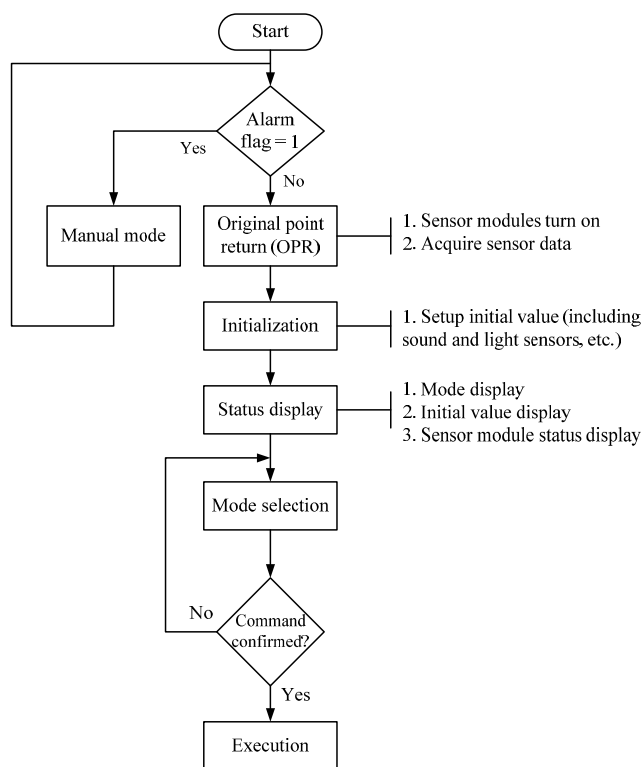 Start
Alarm
flag = 1
Yes
No
Manual mode
Original point
return (OPR)
1. Sensor modules turn on
2. Acquire sensor data
Initialization
1. Setup initial value (including
sound and light sensors, etc.)
Status display
1. Mode display
2. Initial value display
3. Sensor module status display
Mode selection
No
Command
confirmed?
Yes
Execution